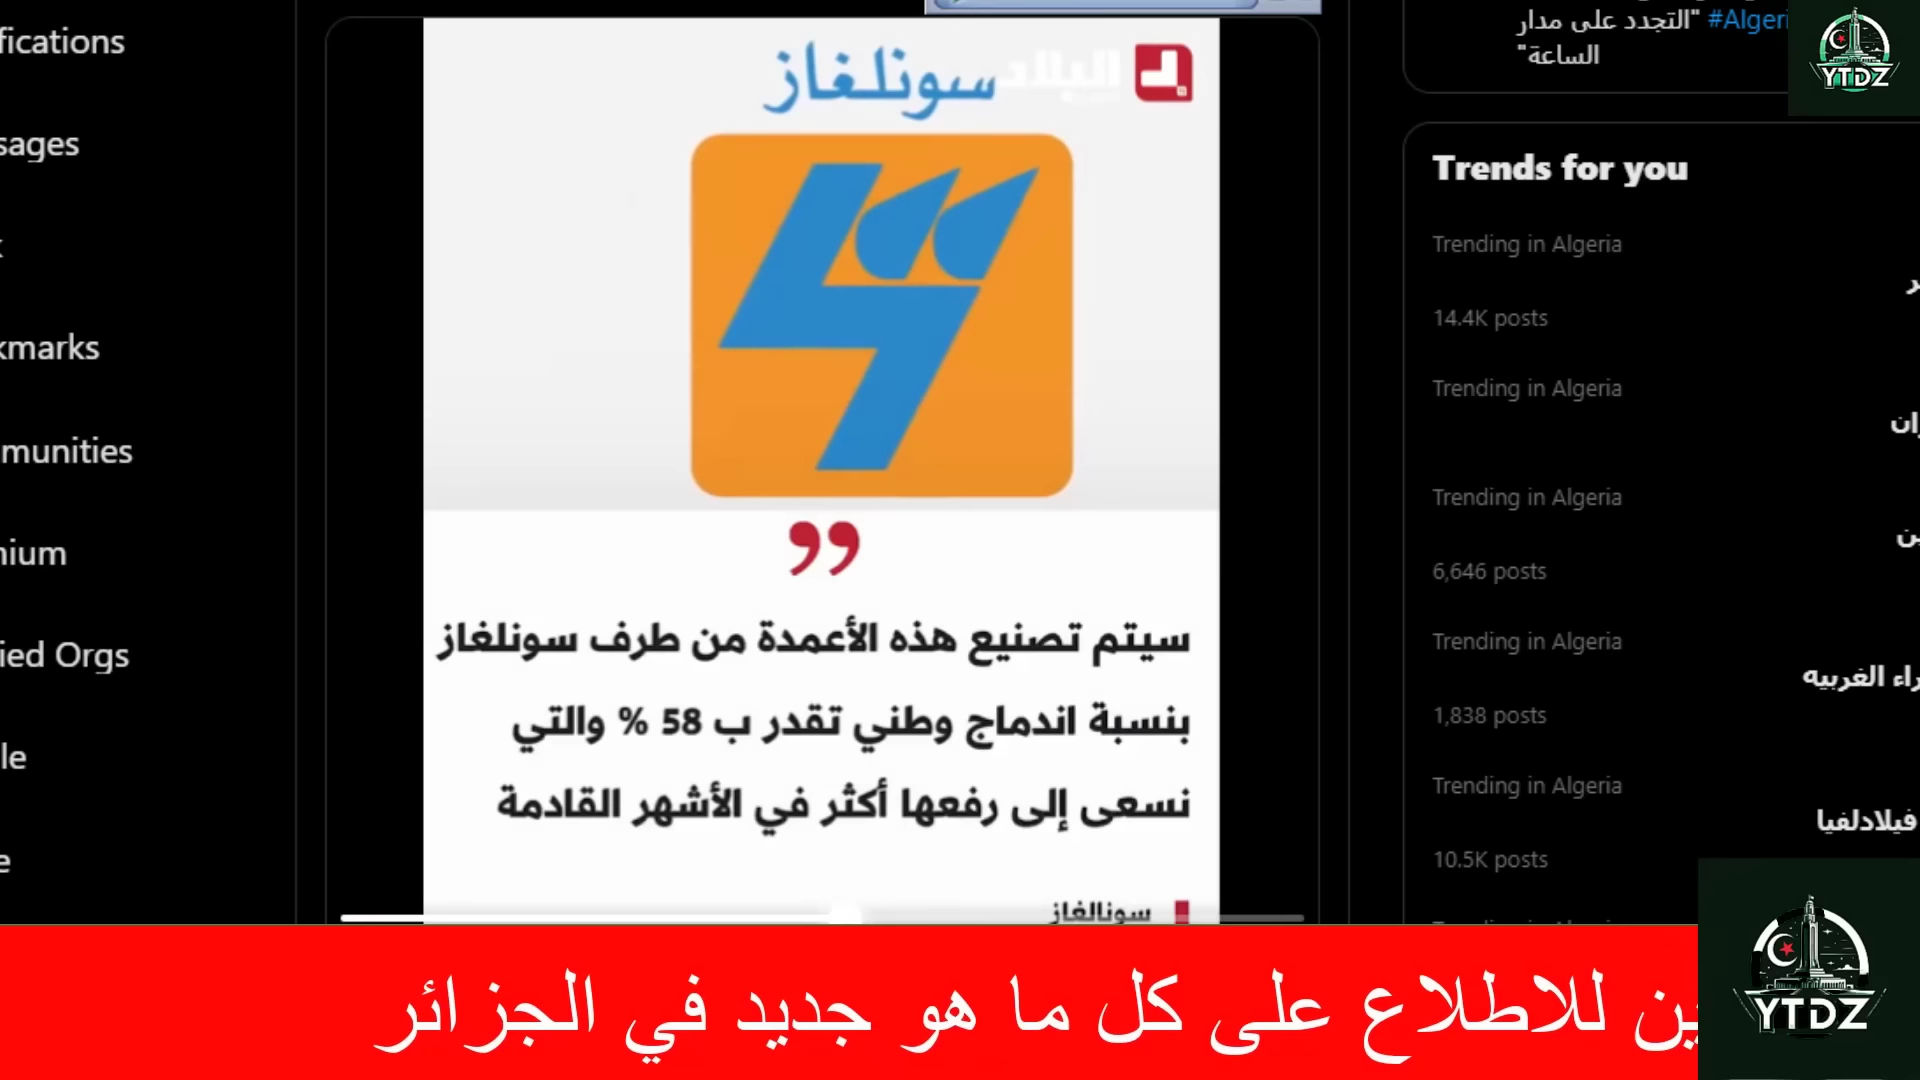 fications
sages
kmarks
munities
nium
ied Orgs
le
e
البلاد
سونلغاز
سيتم تصنيع هذه الأعمدة من طرف سونلغاز
بنسبة اندماج وطني تقدر ب 58 % والتي
نسعى إلى رفعها أكثر في الأشهر القادمة
سونالغاز
#Algeri "التجدد على مدار
الساعة"
YTDZ
Trends for you
Trending in Algeria
14.4K posts
Trending in Algeria
Trending in Algeria
6,646 posts
Trending in Algeria
راء الغربيه
1,838 posts
Trending in Algeria
فيلادلفيا
10.5K posts
ين للاطلاع على كل ما هو جديد في الجزائر
YTDZ